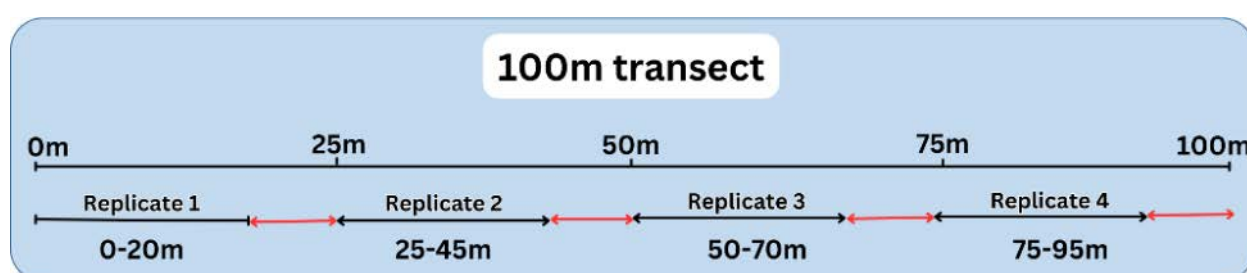 100m transect
0m 25m 50m 75m 100m
Replicate 1 Replicate 2 Replicate 3 Replicate 4
0-20m 25-45m 50-70m 75-95m